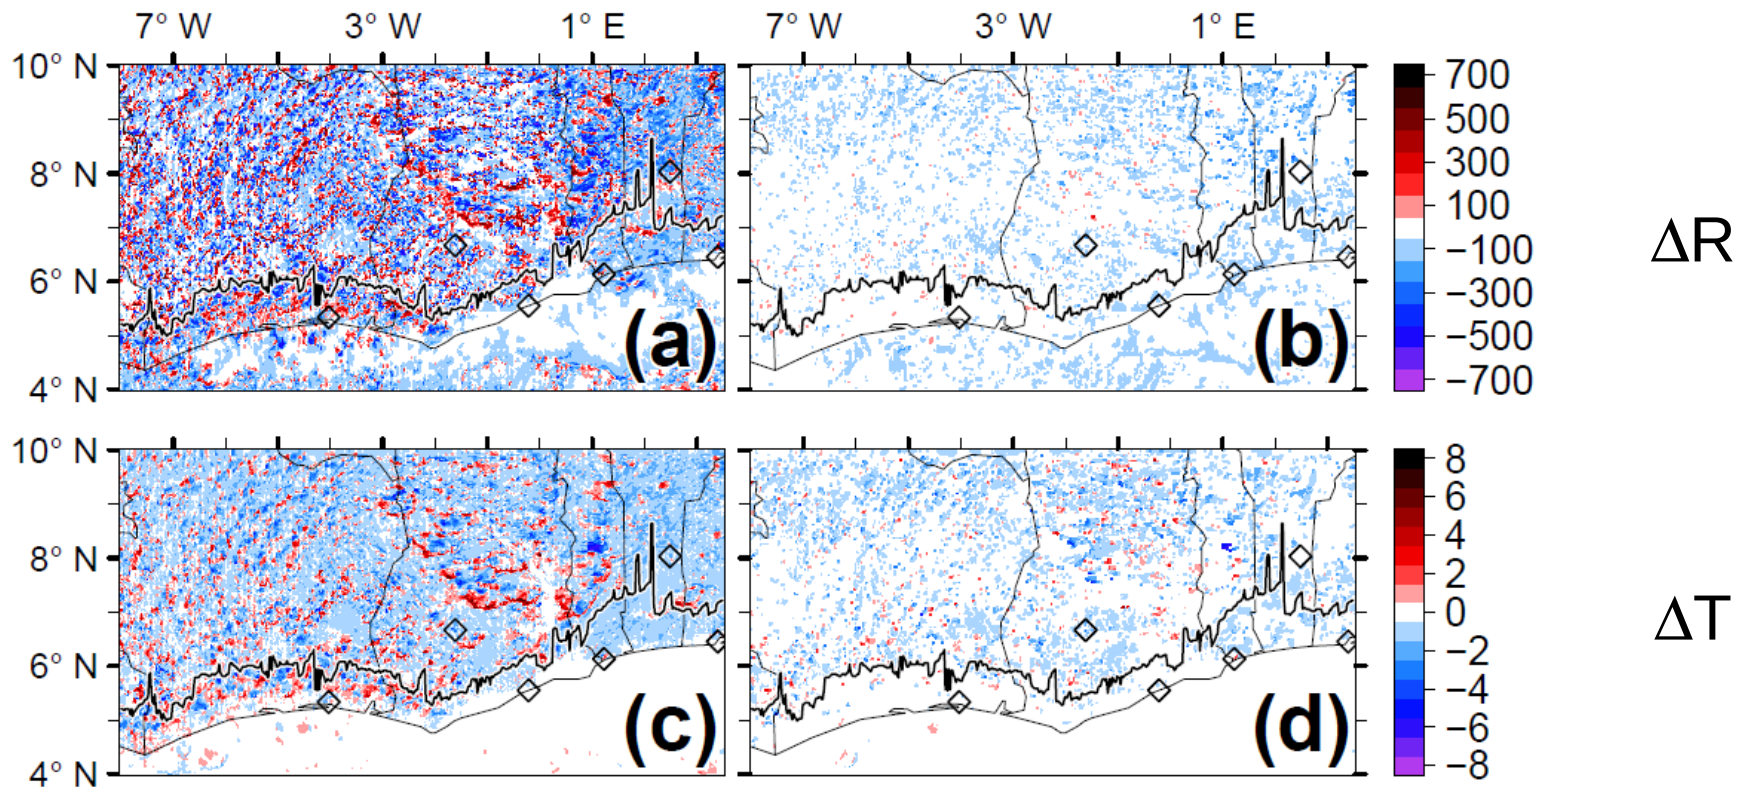 7° W 3° W 1° E 7° W 3° W 1° E
10° N
8° N
6° N
4° N
(a) (b)
700
500
300
100
−100
−300
−500
−700
ΔR
10° N
8° N
6° N
4° N
(c) (d)
8
6
4
2
0
−2
−4
−6
−8
ΔT